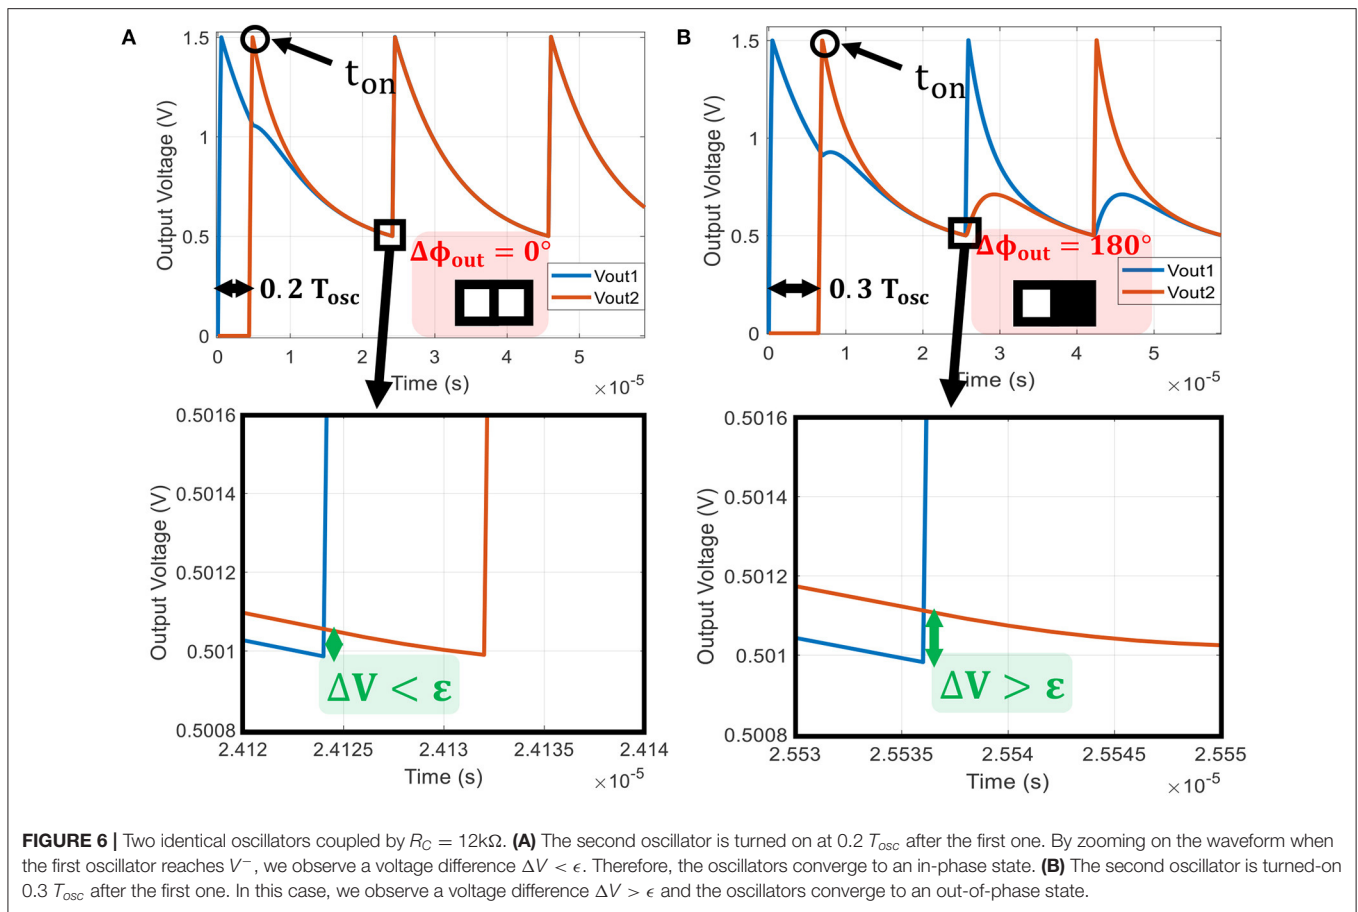 A
1.5
1
0.5
0
Output Voltage (V)
t_on
0.2 T_osc
Δϕ_out = 0°
Vout1
Vout2
0 1 2 3 4 5
Time (s)
×10^-5
B
1.5
1
0.5
0
Output Voltage (V)
t_on
0.3 T_osc
Δϕ_out = 180°
Vout1
Vout2
0 1 2 3 4 5
Time (s)
×10^-5
0.5016
0.5014
0.5012
0.501
0.5008
Output Voltage (V)
ΔV < ε
2.412 2.4125 2.413 2.4135 2.414
Time (s)
×10^-5
0.5016
0.5014
0.5012
0.501
0.5008
Output Voltage (V)
ΔV > ε
2.553 2.5535 2.554 2.5545 2.555
Time (s)
×10^-5
FIGURE 6 | Two identical oscillators coupled by R_C = 12kΩ. (A) The second oscillator is turned on at 0.2 T_osc after the first one. By zooming on the waveform when
the first oscillator reaches V^−, we observe a voltage difference ΔV < ϵ. Therefore, the oscillators converge to an in-phase state. (B) The second oscillator is turned-on
0.3 T_osc after the first one. In this case, we observe a voltage difference ΔV > ϵ and the oscillators converge to an out-of-phase state.